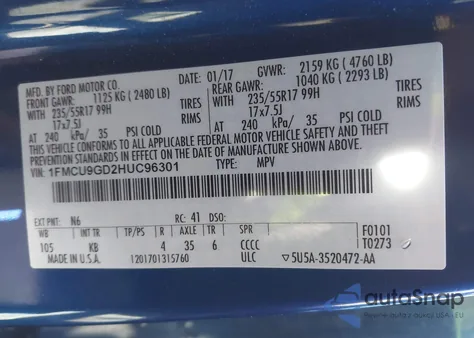 MFD. BY FORD MOTOR CO.
DATE: 01/17 GVWR: 2159 KG (4760 LB)
FRONT GAWR: 1125 KG (2480 LB) REAR GAWR: 1040 KG (2293 LB)
WITH 235/55R17 99H TIRES WITH 235/55R17 99H TIRES
17x7.5J RIMS 17x7.5J RIMS
AT 240 kPa/ 35 PSI COLD AT 240 kPa/ 35 PSI COLD
THIS VEHICLE CONFORMS TO ALL APPLICABLE FEDERAL MOTOR VEHICLE SAFETY AND THEFT PREVENTION STANDARDS IN EFFECT ON THE DATE OF MANUFACTURE SHOWN ABOVE.
VIN: 1FMCU9GD2HUC96301 TYPE: MPV
EXT PNT: N6 RC: 41 DSO: F0101
WB INT TR TP/PS R AXLE TR SPR T0273
105 KB 4 35 6 CCCC
1201701315760 ULC ▽5U5A-3520472-AA
autoSnap